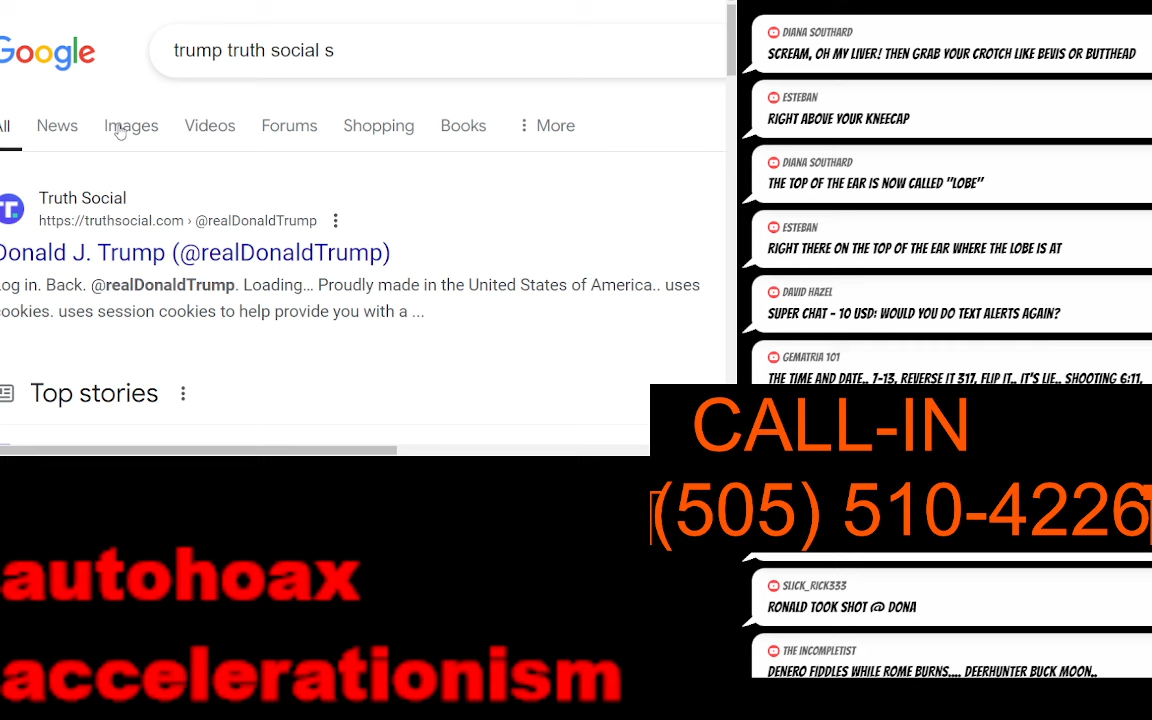 Google
trump truth social s
All
News
Images
Videos
Forums
Shopping
Books
More
Truth Social
https://truthsocial.com › @realDonaldTrump
Donald J. Trump (@realDonaldTrump)
Log in. Back. @realDonaldTrump. Loading... Proudly made in the United States of America.. uses
cookies. uses session cookies to help provide you with a ...
Top stories
DIANA SOUTHARD
SCREAM, OH MY LIVER! THEN GRAB YOUR CROTCH LIKE BEVIS OR BUTTHEAD
ESTEBAN
RIGHT ABOVE YOUR KNEECAP
DIANA SOUTHARD
THE TOP OF THE EAR IS NOW CALLED "LOBE"
ESTEBAN
RIGHT THERE ON THE TOP OF THE EAR WHERE THE LOBE IS AT
DAVID HAZEL
SUPER CHAT - 10 USD: WOULD YOU DO TEXT ALERTS AGAIN?
GEMATRIA 101
THE TIME AND DATE.. 7-13, REVERSE IT 317, FLIP IT.. IT'S LIE.. SHOOTING 6:11,
CALL-IN
(505) 510-4226
SLICK_RICK333
RONALD TOOK SHOT @ DONA
THE INCOMPLETIST
DENERO FIDDLES WHILE ROME BURNS.... DEERHUNTER BUCK MOON..
autohoax
accelerationism